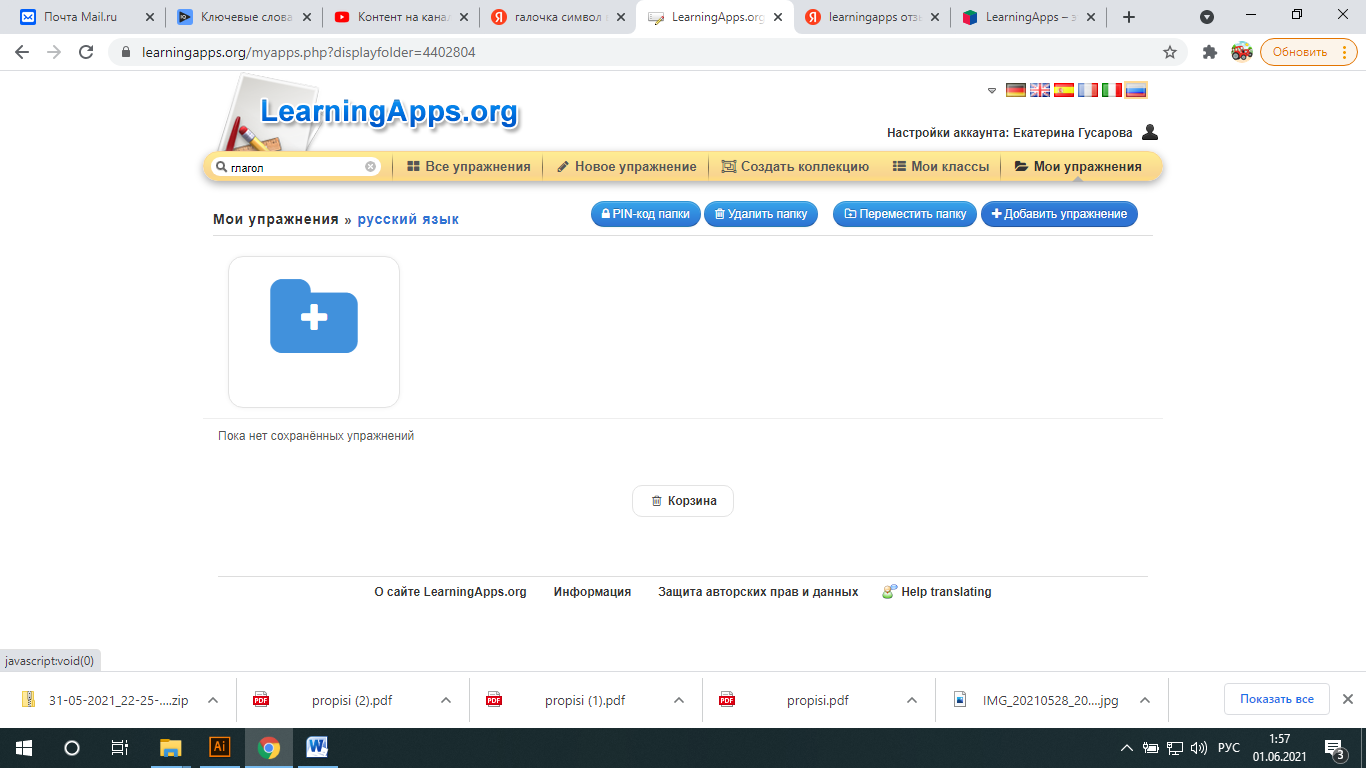 Почта Mail.ru
Ключевые слова
Контент на кана
галочка символ
LearningApps.org
learningapps отз
LearningApps – э
learningapps.org/myapps.php?displayfolder=4402804
Обновить
LearningApps.org
Настройки аккаунта: Екатерина Гусарова
глагол
Все упражнения
Новое упражнение
Создать коллекцию
Мои классы
Мои упражнения
Мои упражнения » русский язык
PIN-код папки
Удалить папку
Переместить папку
Добавить упражнение
Пока нет сохранённых упражнений
Корзина
О сайте LearningApps.org
Информация
Защита авторских прав и данных
Help translating
javascript:void(0)
31-05-2021_22-25-....zip
propisi (2).pdf
propisi (1).pdf
propisi.pdf
IMG_20210528_20....jpg
Показать все
Ai
РУС
1:57
01.06.2021
3